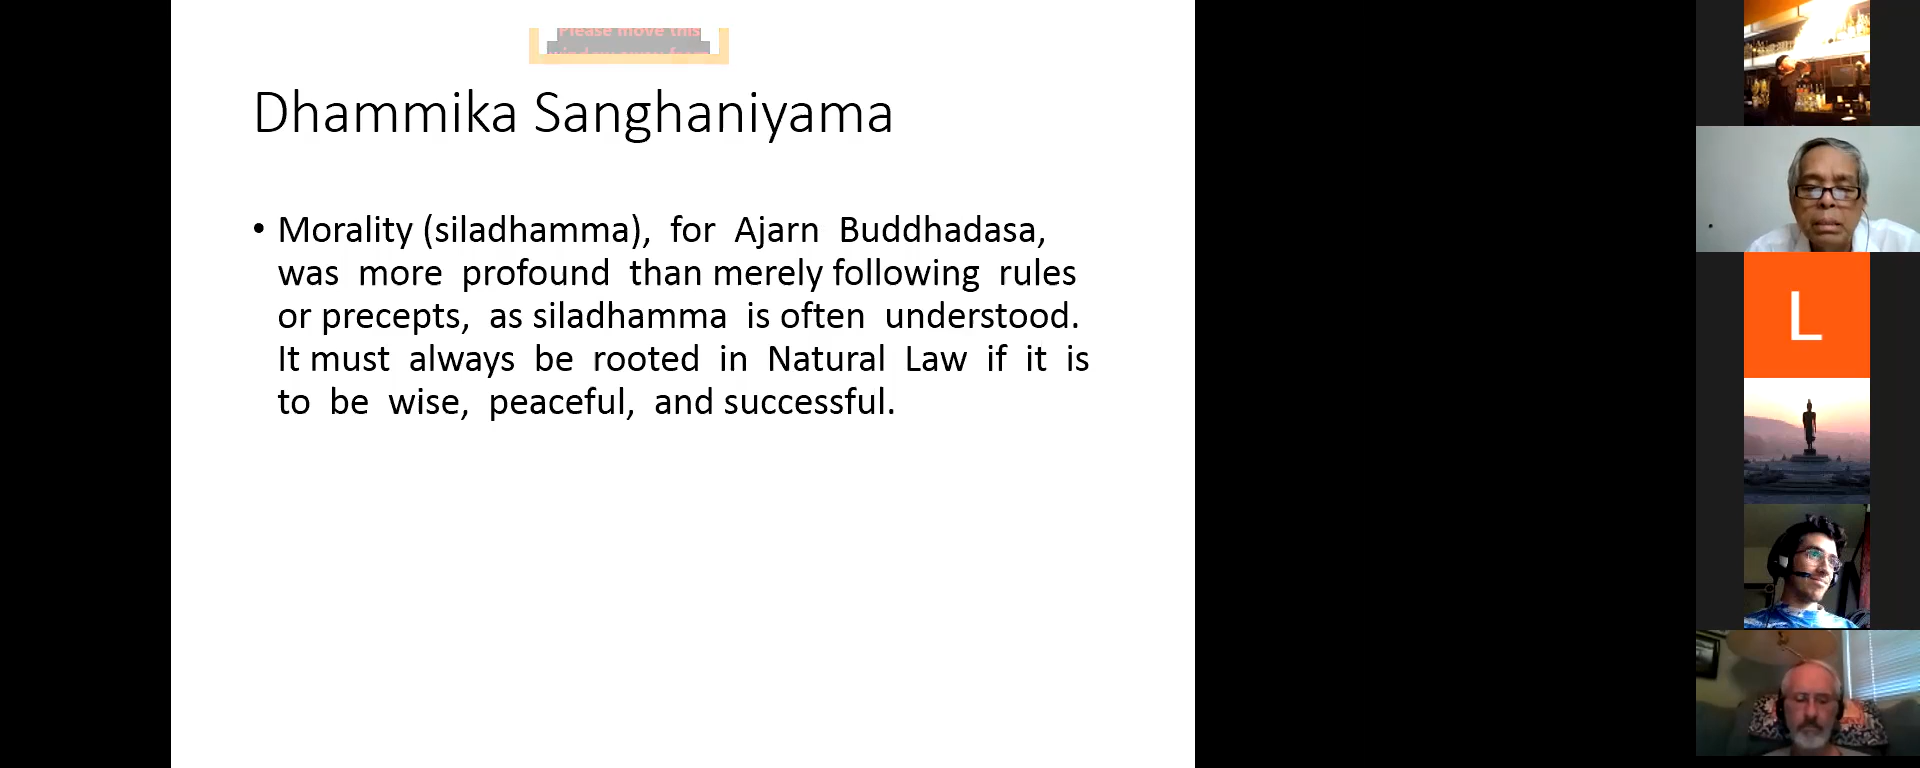 Please move this
Dhammika Sanghaniyama
• Morality (siladhamma), for Ajarn Buddhadasa,
was more profound than merely following rules
or precepts, as siladhamma is often understood.
It must always be rooted in Natural Law if it is
to be wise, peaceful, and successful.
L